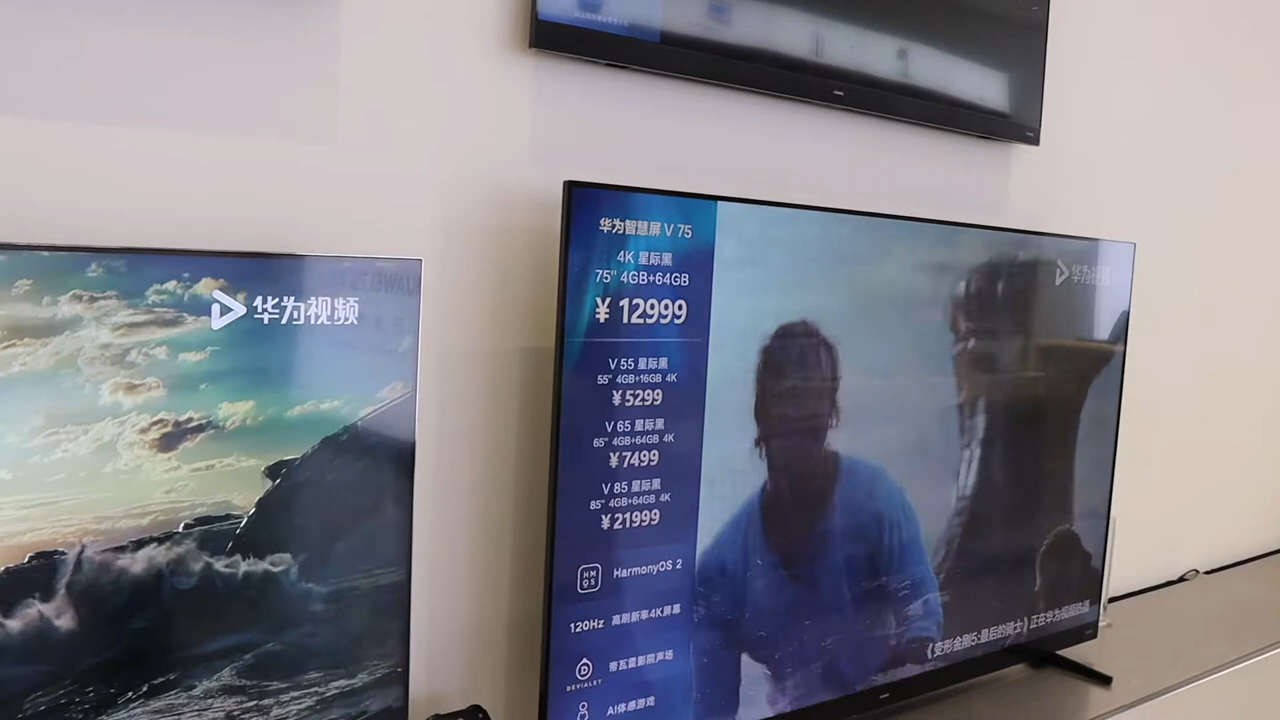 华为视频
华为智慧屏 V 75
4K 星际黑
75" 4GB+64GB
¥ 12999
V 55 星际黑
55" 4GB+16GB 4K
¥5299
V 65 星际黑
65" 4GB+64GB 4K
¥7499
V 85 星际黑
85" 4GB+64GB 4K
¥21999
HM
OS
HarmonyOS 2
120Hz 高刷新率4K屏幕
帝瓦雷影院声场
DEVIALET
AI体感游戏
华为视频
《变形金刚5:最后的骑士》正在华为视频热播